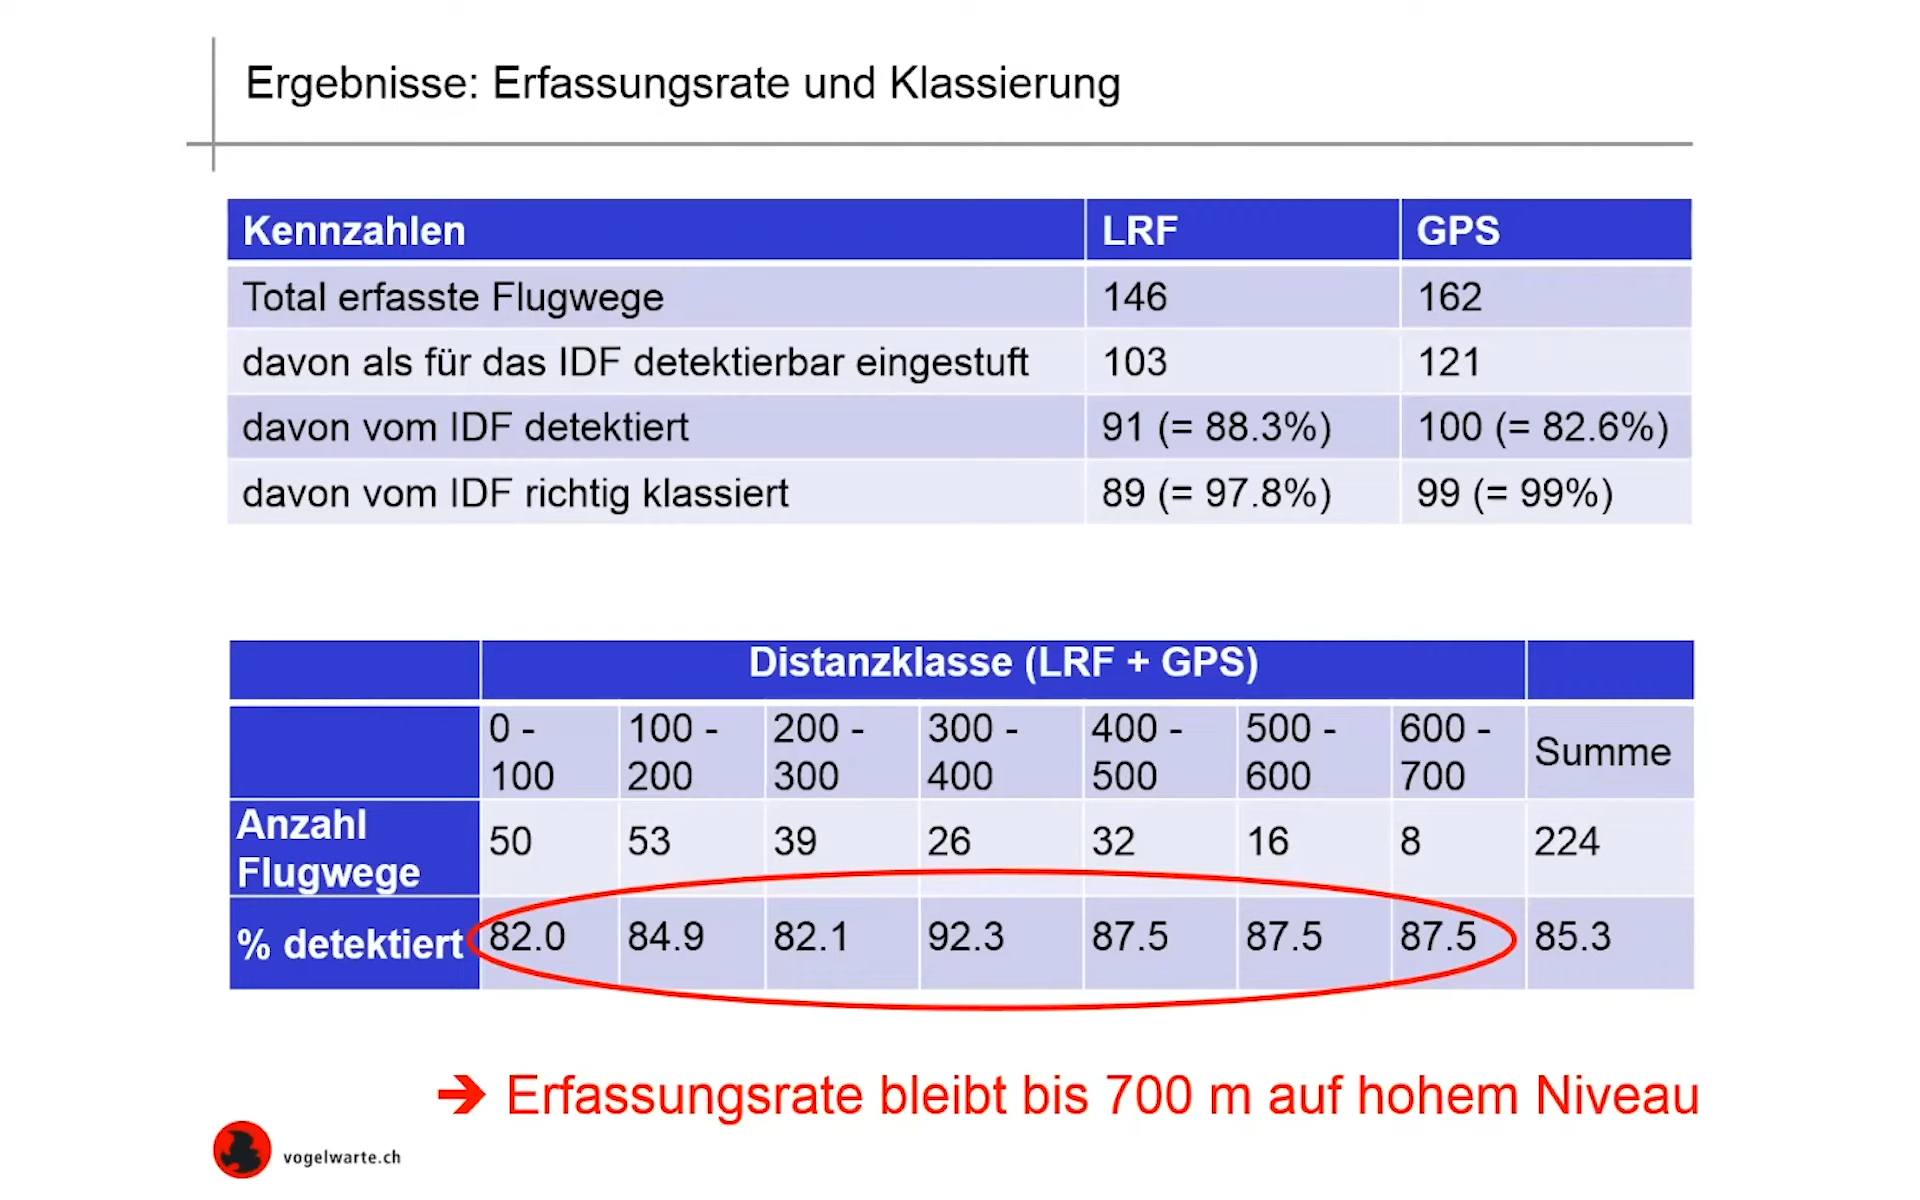 Ergebnisse: Erfassungsrate und Klassierung
Kennzahlen LRF GPS
Total erfasste Flugwege 146 162
davon als für das IDF detektierbar eingestuft 103 121
davon vom IDF detektiert 91 (= 88.3%) 100 (= 82.6%)
davon vom IDF richtig klassiert 89 (= 97.8%) 99 (= 99%)
Distanzklasse (LRF + GPS)
0 - 100 - 200 - 300 - 400 - 500 - 600 - Summe
100 200 300 400 500 600 700
Anzahl
Flugwege 50 53 39 26 32 16 8 224
% detektiert 82.0 84.9 82.1 92.3 87.5 87.5 87.5 85.3
➔ Erfassungsrate bleibt bis 700 m auf hohem Niveau
vogelwarte.ch